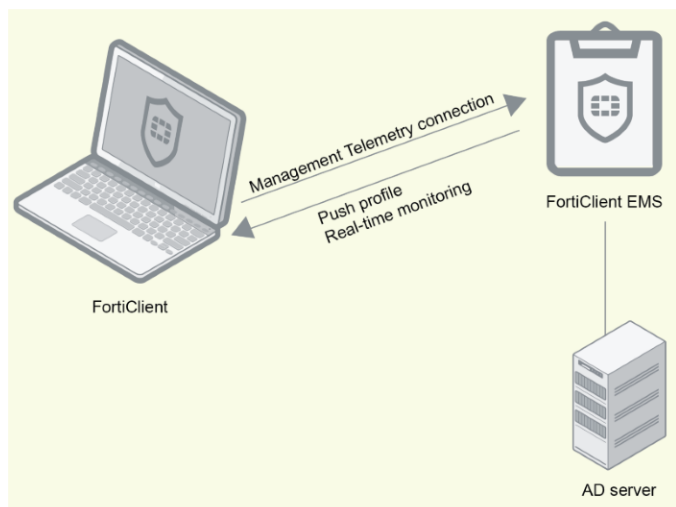 Management Telemetry connection
Push profile
Real-time monitoring
FortiClient EMS
FortiClient
AD server